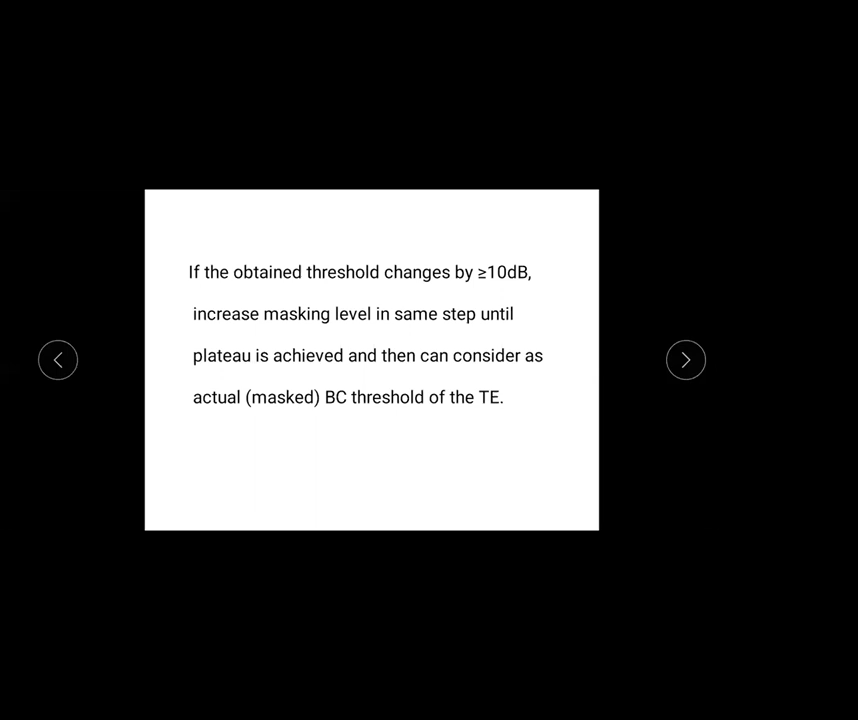 If the obtained threshold changes by ≥10dB,
increase masking level in same step until
plateau is achieved and then can consider as
actual (masked) BC threshold of the TE.